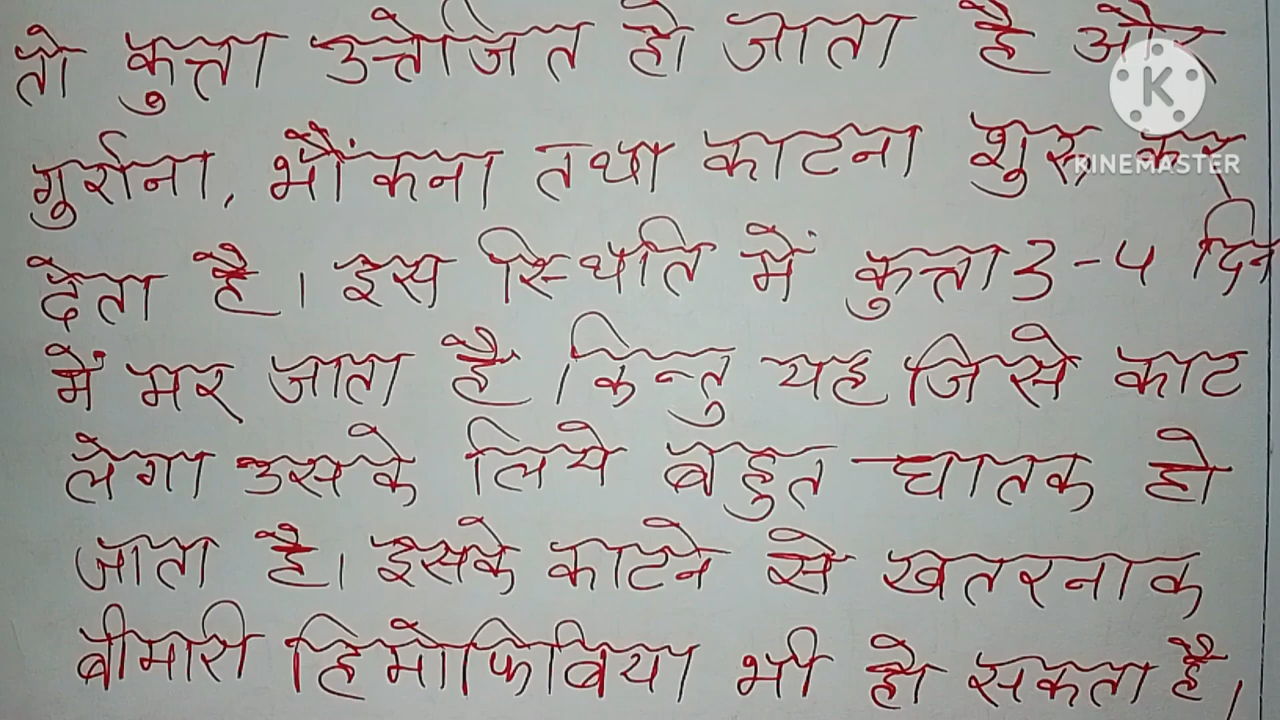 तो कुत्ता उत्तेजित हो जाता है और
गुर्राना, भौंकना तथा काटना शुरू कर
देता है। इस स्थिति में कुत्ता 3-4 दिन
में मर जाता है किन्तु यह जिसे काट
लेगा उसके लिये बहुत घातक हो
जाता है। इसके काटने से खतरनाक
बीमारी हिमोफिबिया भी हो सकता है।
K
KINEMASTER